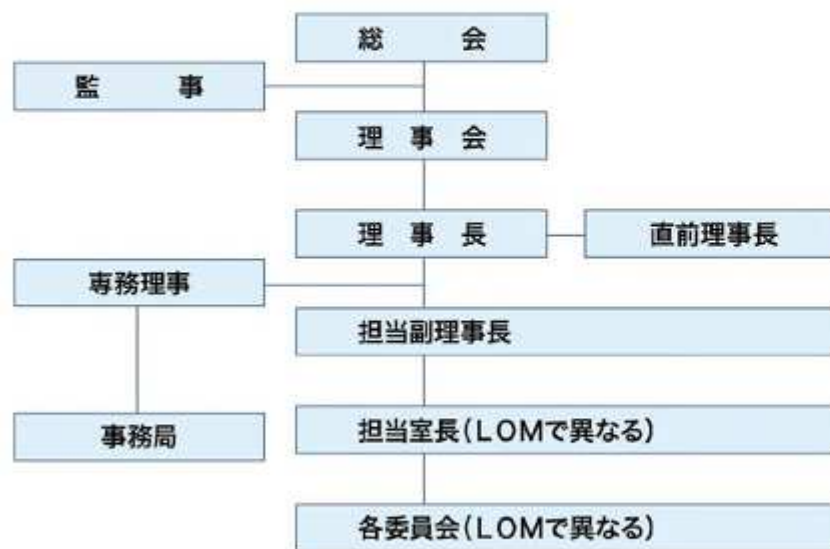 総会
監事
理事会
理事長
直前理事長
専務理事
担当副理事長
事務局
担当室長(LOMで異なる)
各委員会(LOMで異なる)